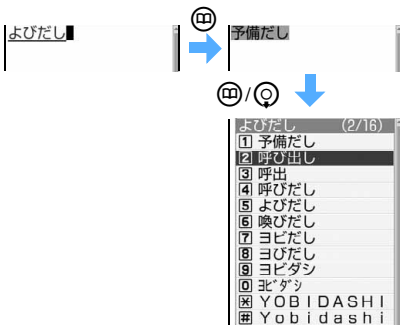 よびだし
予備だし
/
よびだし (2/16)
1 予備だし
2 呼び出し
3 呼出
4 呼びだし
5 よびだし
6 喚びだし
7 ヨビだし
8 ヨびだし
9 ヨビダシ
0 ﾖﾋﾞﾀﾞｼ
* ＹＯＢＩＤＡＳＨＩ
# Ｙｏｂｉｄａｓｈｉ